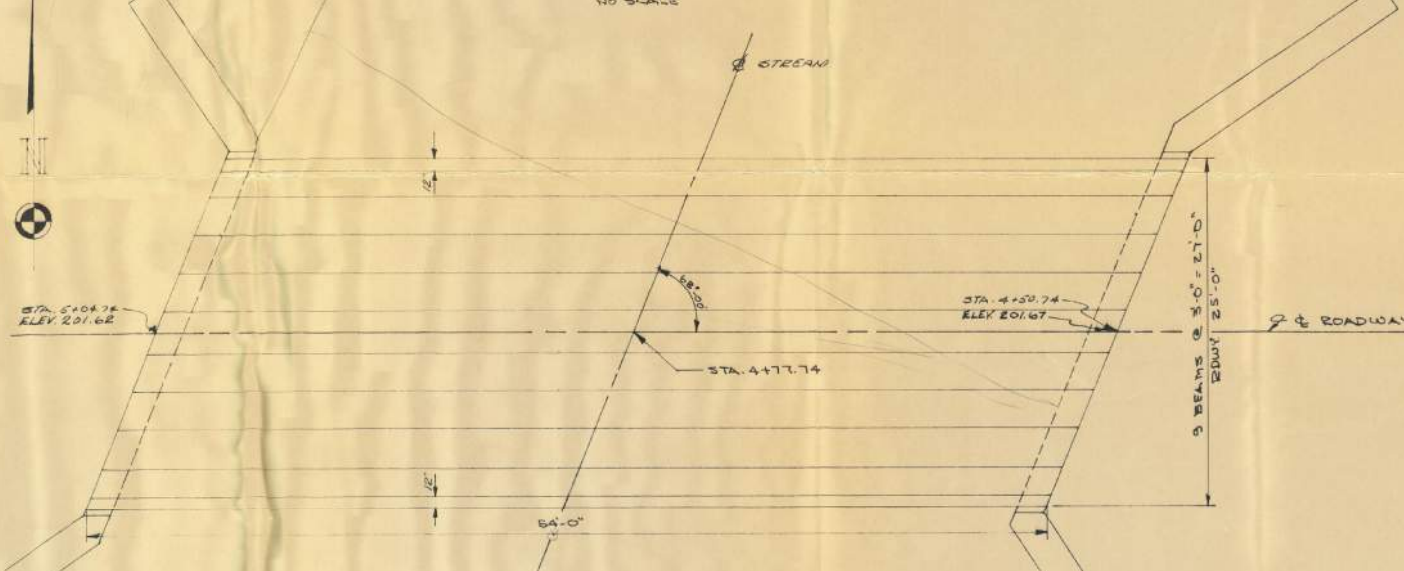 NO SCALE
℄ STREAM
N
12"
68°-00'
STA. 5+04.74
ELEV. 201.62
STA. 4+50.74
ELEV. 201.67
℄ ROADWAY
STA. 4+77.74
9 BEAMS @ 3'-0" = 27'-0"
RDWY 25'-0"
12"
54'-0"